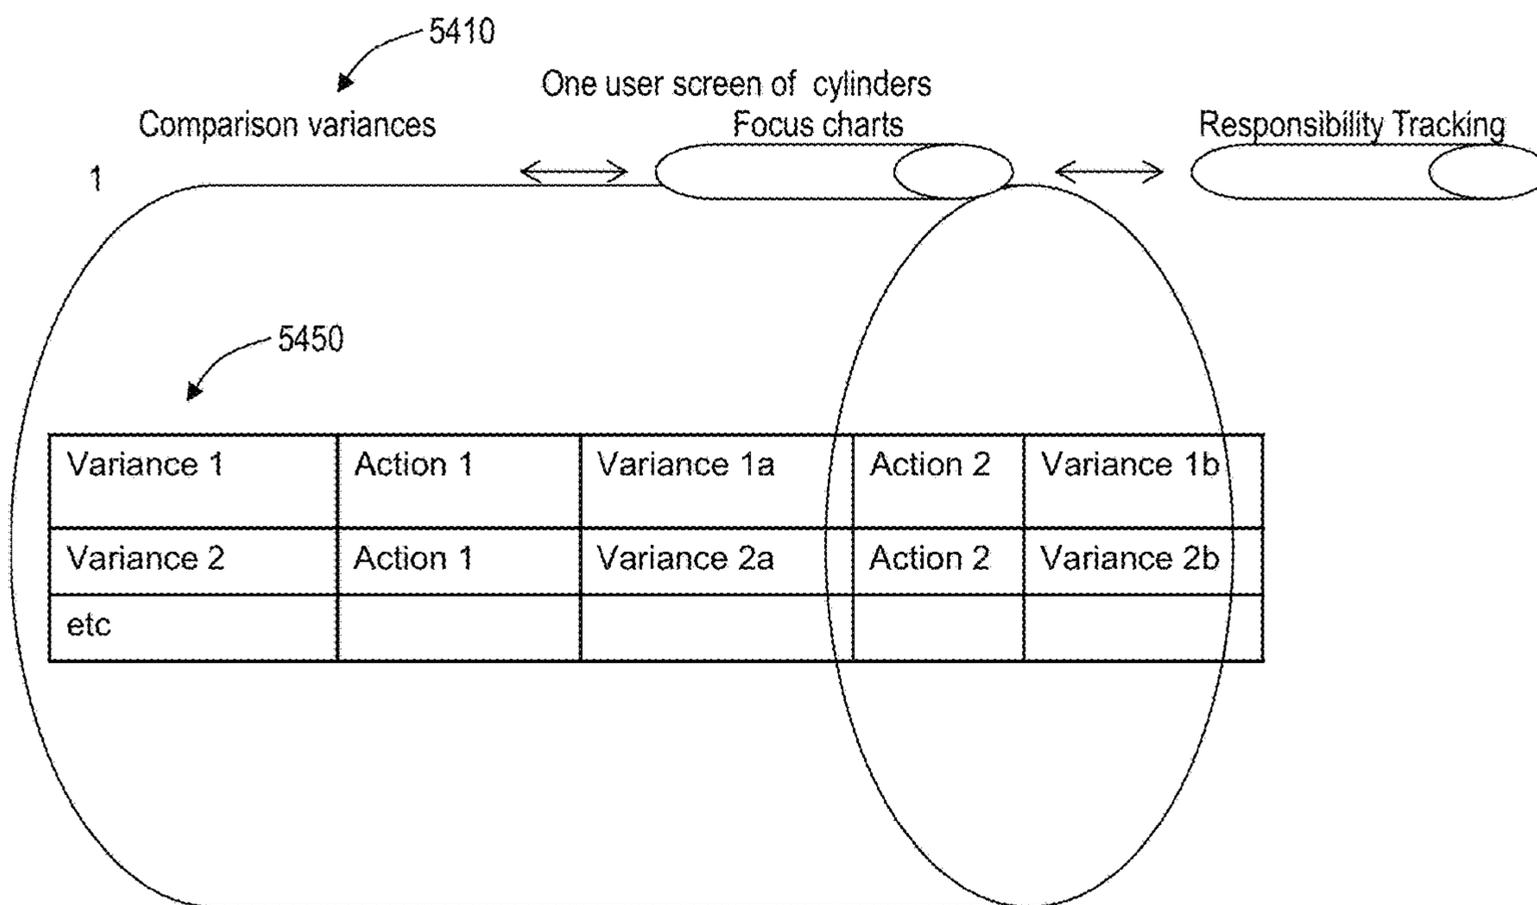 5410
One user screen of cylinders
Comparison variances
Focus charts
Responsibility Tracking
1
5450
Variance 1 Action 1 Variance 1a Action 2 Variance 1b
Variance 2 Action 1 Variance 2a Action 2 Variance 2b
etc